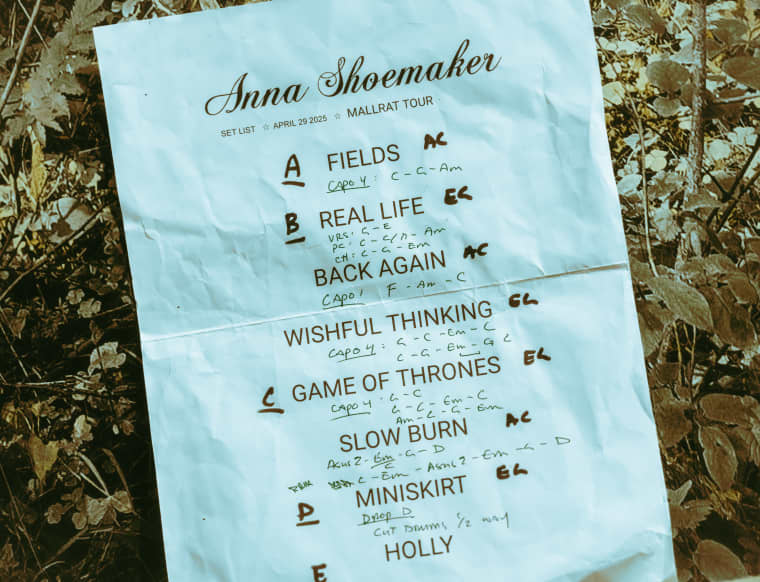 Anna Shoemaker
SET LIST ☆ APRIL 29 2025 ☆ MALLRAT TOUR
A FIELDS AC
CAPO 4: C - G - Am
B REAL LIFE EL
VRS: G - E
PC: C - G/A - Am
CH: C - G - Em
BACK AGAIN AC
CAPO 1 F - Am - C
WISHFUL THINKING EL
CAPO 4: G - C - Em - C
C - G - Em - G C
C GAME OF THRONES EL
CAPO 4: G - C
G - C - Em - C
Am - C - G - Em
SLOW BURN AC
Asus2 - Em - G - D
C - Em - Asus2 - Em - G - D
D MINISKIRT EL
DROP D
CUT DRUMS 1/2 WAY
HOLLY
E